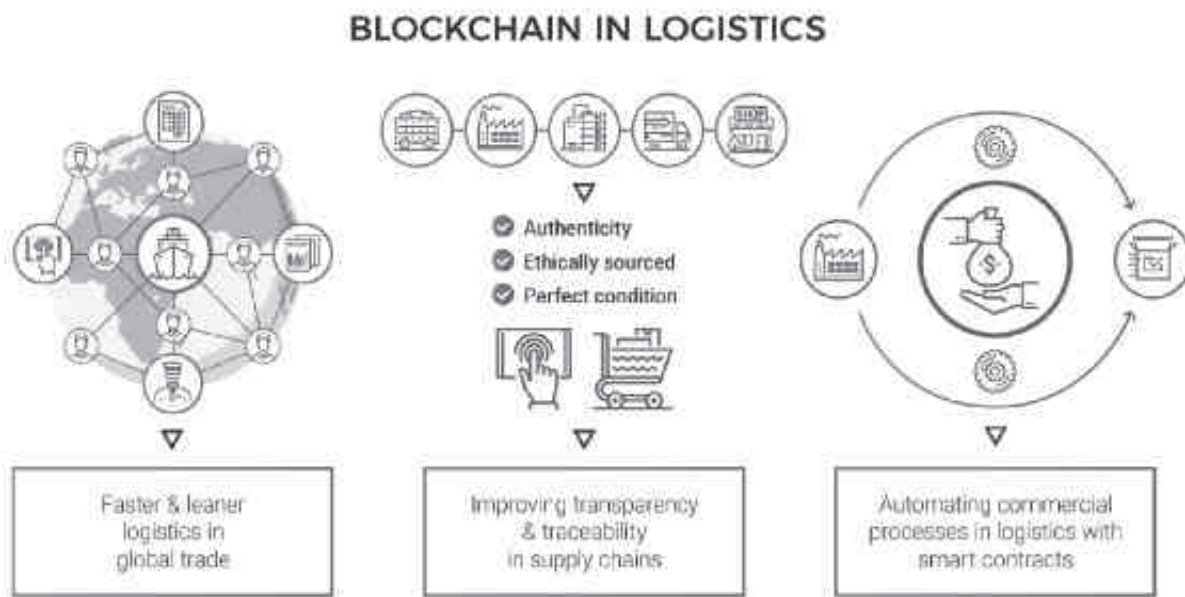 BLOCKCHAIN IN LOGISTICS
SHOP
Authenticity
Ethically sourced
Perfect condition
$
Faster & leaner
logistics in
global trade
Improving transparency
& traceability
in supply chains
Automating commercial
processes in logistics with
smart contracts